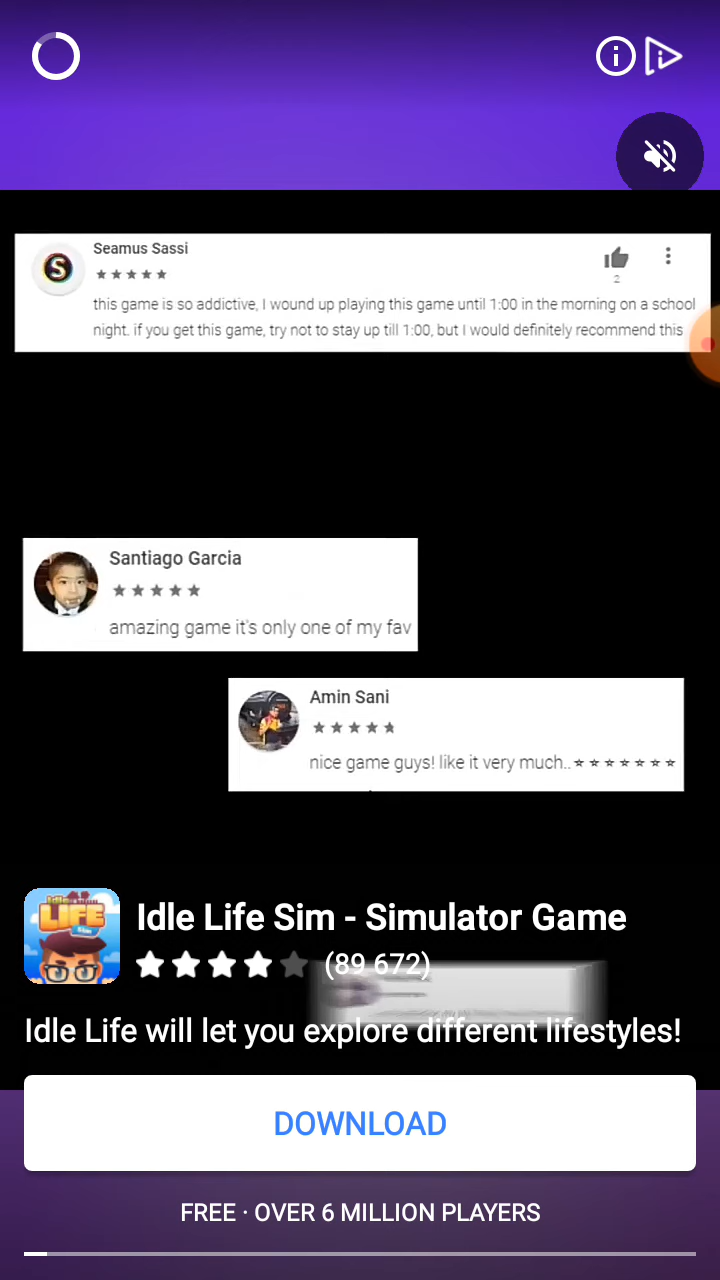 Seamus Sassi
2
this game is so addictive, I wound up playing this game until 1:00 in the morning on a school
night. if you get this game, try not to stay up till 1:00, but I would definitely recommend this
Santiago Garcia
amazing game it's only one of my fav
Amin Sani
nice game guys! like it very much..★★★★★★★
Idle LIFE Sim
Idle Life Sim - Simulator Game
(89 672)
Idle Life will let you explore different lifestyles!
DOWNLOAD
FREE · OVER 6 MILLION PLAYERS